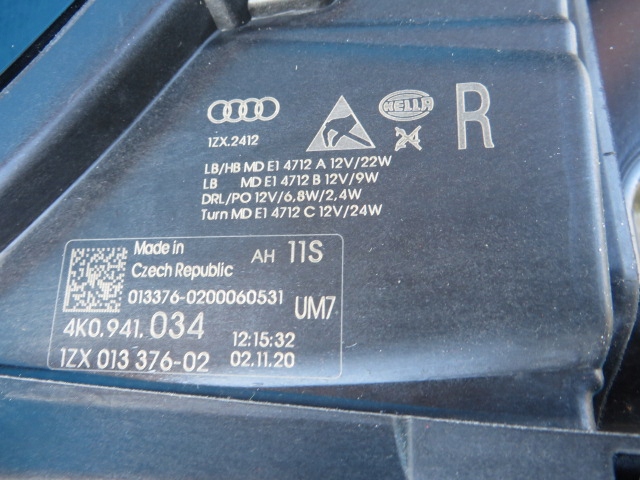 HELLA
R
1ZX.2412
LB/HB MD E1 4712 A 12V/22W
LB MD E1 4712 B 12V/9W
DRL/PO 12V/6,8W/2,4W
Turn MD E1 4712 C 12V/24W
Made in
Czech Republic
AH 11S
013376-0200060531
UM7
4K0.941.034
12:15:32
1ZX 013 376-02
02.11.20